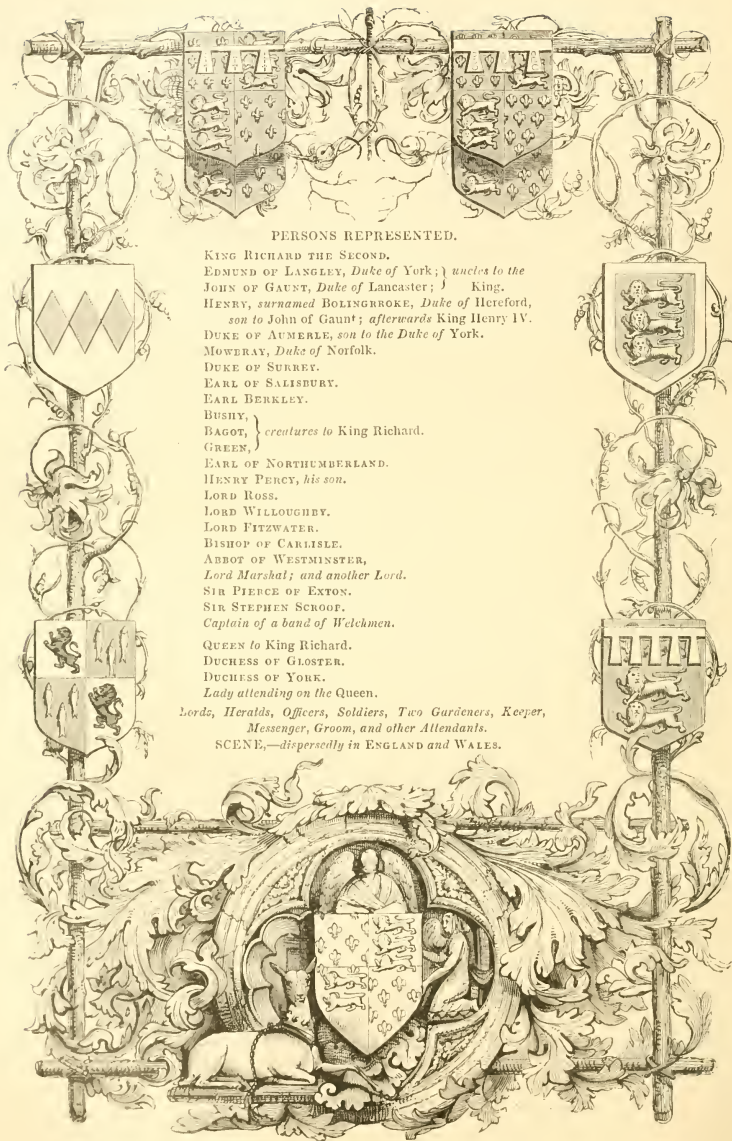 PERSONS REPRESENTED.
KING RICHARD THE SECOND.
EDMUND OF LANGLEY, Duke of York; } uncles to the
JOHN OF GAUNT, Duke of Lancaster; } King.
HENRY, surnamed BOLINGBROKE, Duke of Hereford,
son to John of Gaunt; afterwards King Henry IV.
DUKE OF AUMERLE, son to the Duke of York.
MOWBRAY, Duke of Norfolk.
DUKE OF SURREY.
EARL OF SALISBURY.
EARL BERKLEY.
BUSHY,
BAGOT, } creatures to King Richard.
GREEN,
EARL OF NORTHUMBERLAND.
HENRY PERCY, his son.
LORD ROSS.
LORD WILLOUGHBY.
LORD FITZWATER.
BISHOP OF CARLISLE.
ABBOT OF WESTMINSTER,
Lord Marshal; and another Lord.
SIR PIERCE OF EXTON.
SIR STEPHEN SCROOP.
Captain of a band of Welchmen.
QUEEN to King Richard.
DUCHESS OF GLOSTER.
DUCHESS OF YORK.
Lady attending on the Queen.
Lords, Heralds, Officers, Soldiers, Two Gardeners, Keeper,
Messenger, Groom, and other Attendants.
SCENE,—dispersedly in ENGLAND and WALES.